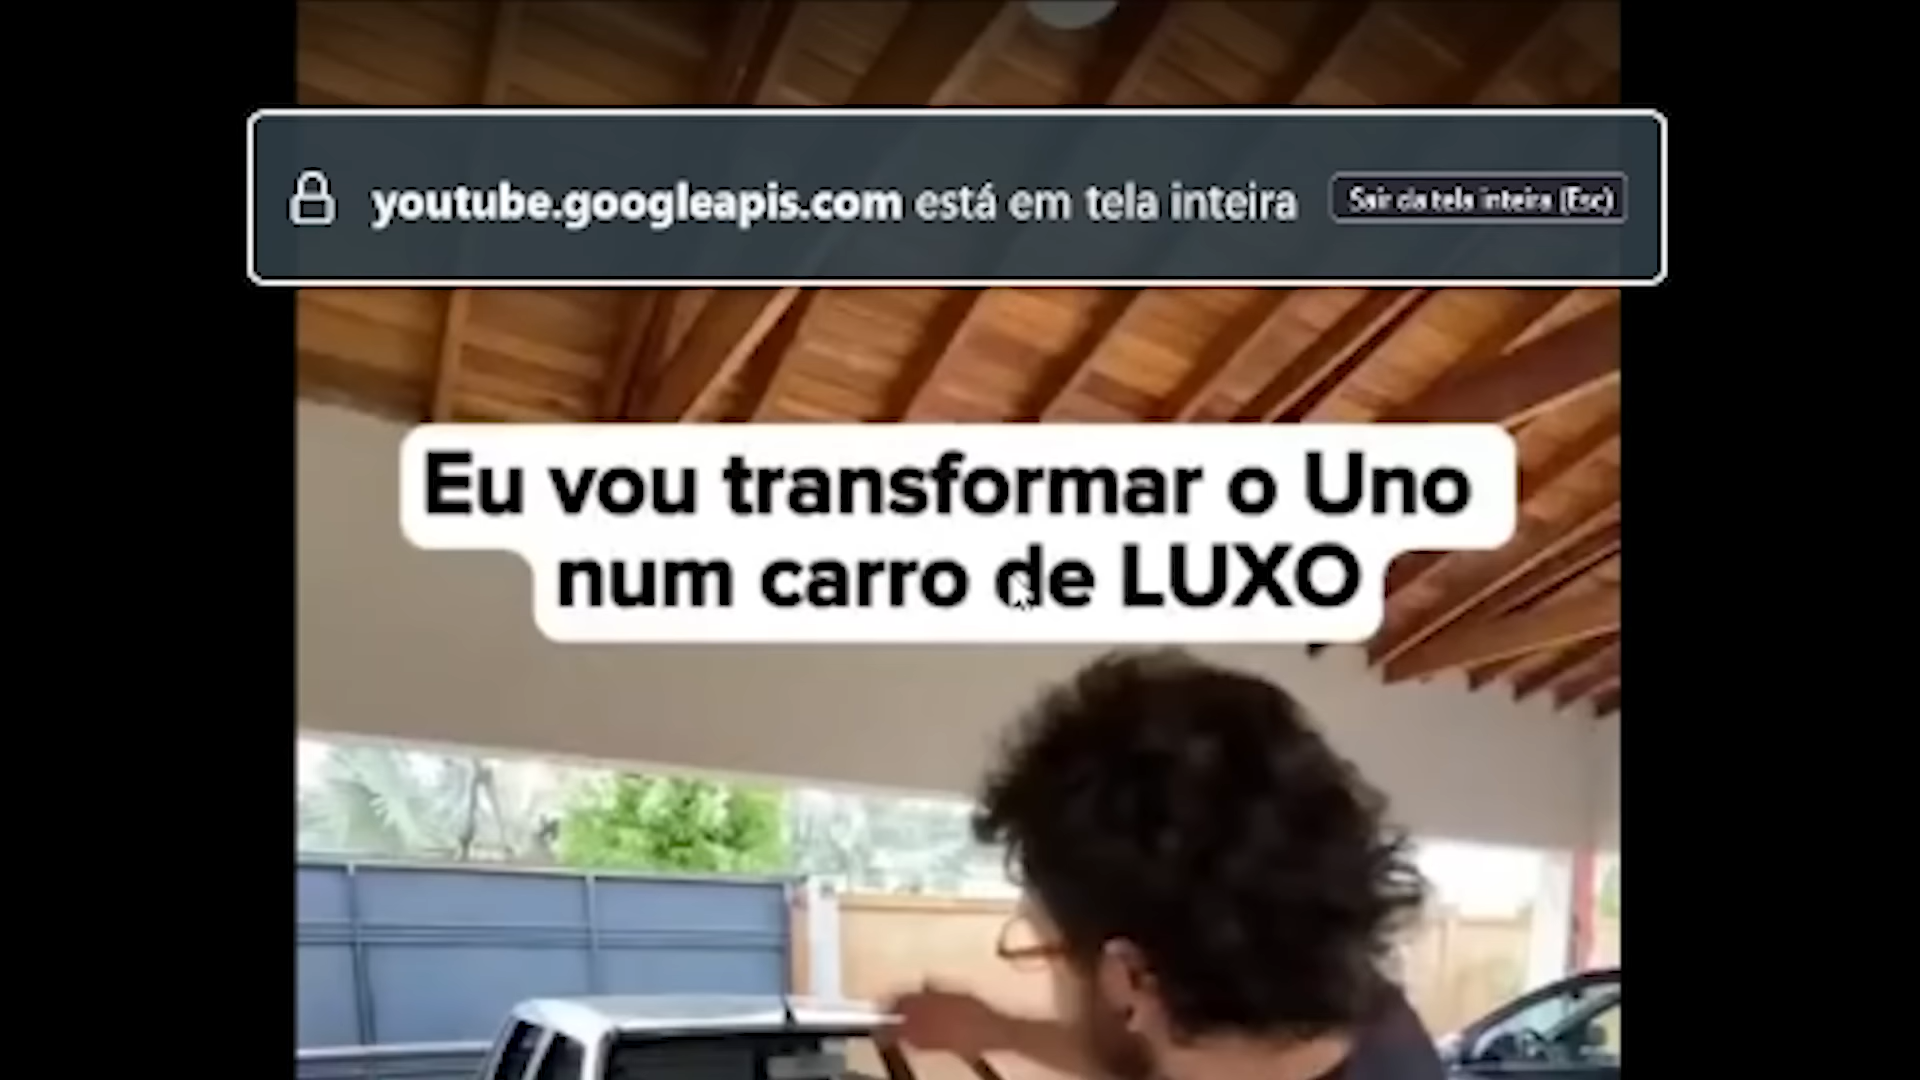 youtube.googleapis.com está em tela inteira
Sair da tela inteira (Esc)
Eu vou transformar o Uno
num carro de LUXO